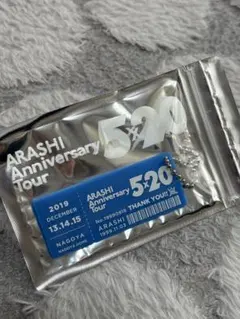 ARASHI
Anniversary
Tour
5×20
2019
DECEMBER
13.14.15
NAGOYA
ARASHI
Anniversary
Tour
5×20
THANK YOU!!
ARASHI
1999.11.03